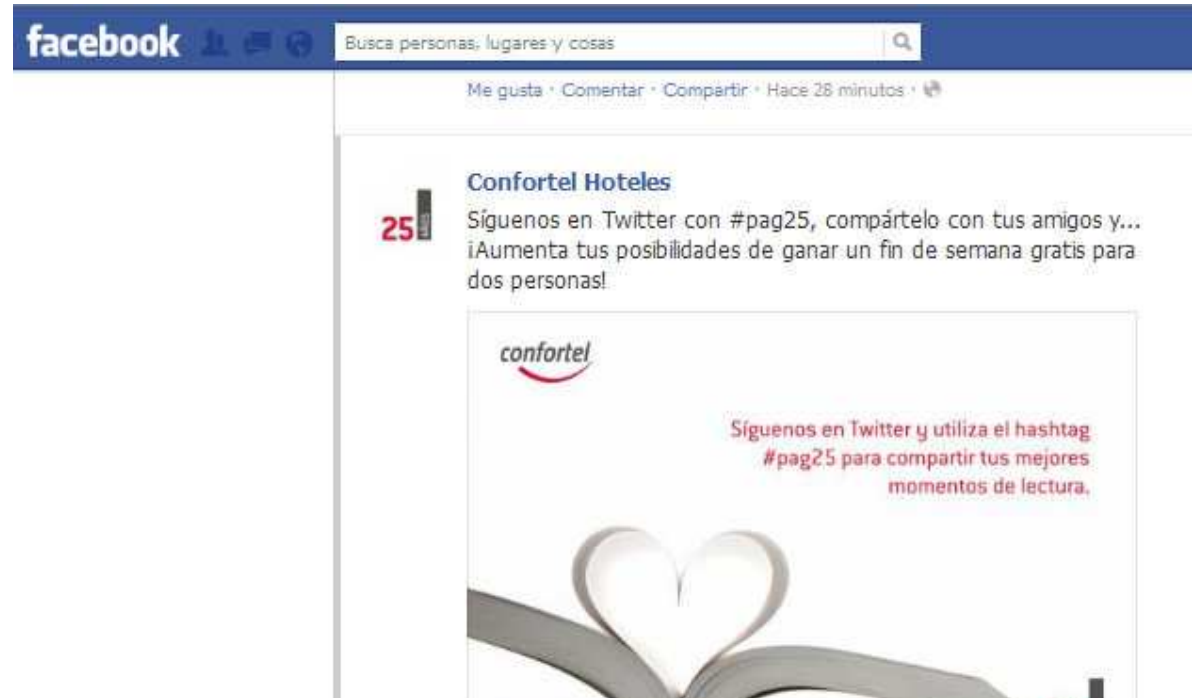 facebook
Busca personas, lugares y cosas
Me gusta · Comentar · Compartir · Hace 28 minutos ·
Confortel Hoteles
25
Síguenos en Twitter con #pag25, compártelo con tus amigos y...
¡Aumenta tus posibilidades de ganar un fin de semana gratis para
dos personas!
confortel
Síguenos en Twitter y utiliza el hashtag
#pag25 para compartir tus mejores
momentos de lectura.